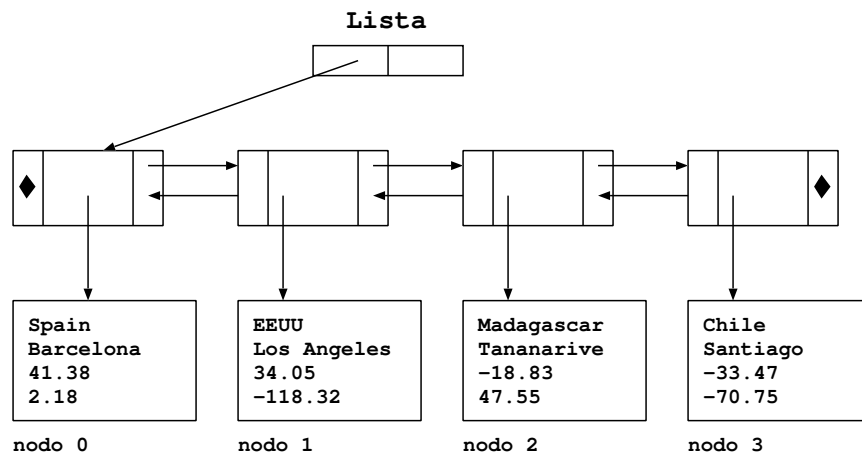 Lista
Spain
Barcelona
41.38
2.18
EEUU
Los Angeles
34.05
−118.32
Madagascar
Tananarive
−18.83
47.55
Chile
Santiago
−33.47
−70.75
nodo 0
nodo 1
nodo 2
nodo 3